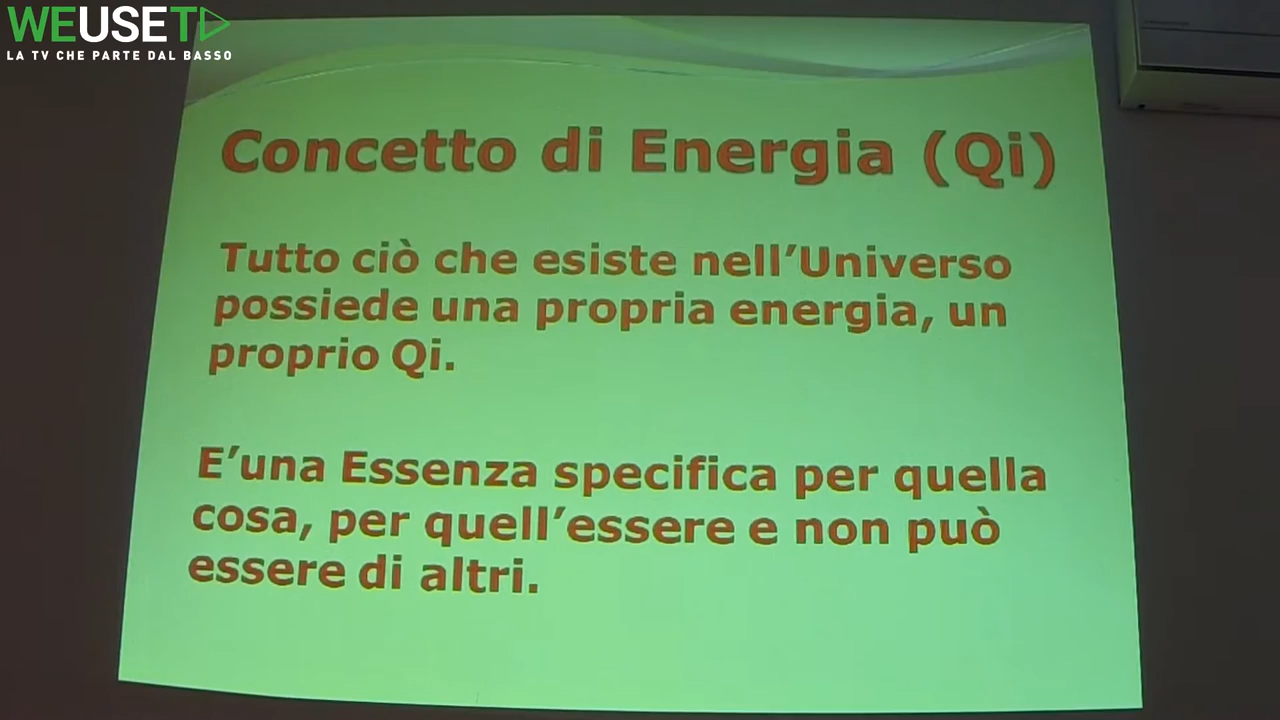 WEUSETV
LA TV CHE PARTE DAL BASSO
Concetto di Energia (Qi)
Tutto ciò che esiste nell’Universo
possiede una propria energia, un
proprio Qi.
E’una Essenza specifica per quella
cosa, per quell’essere e non può
essere di altri.